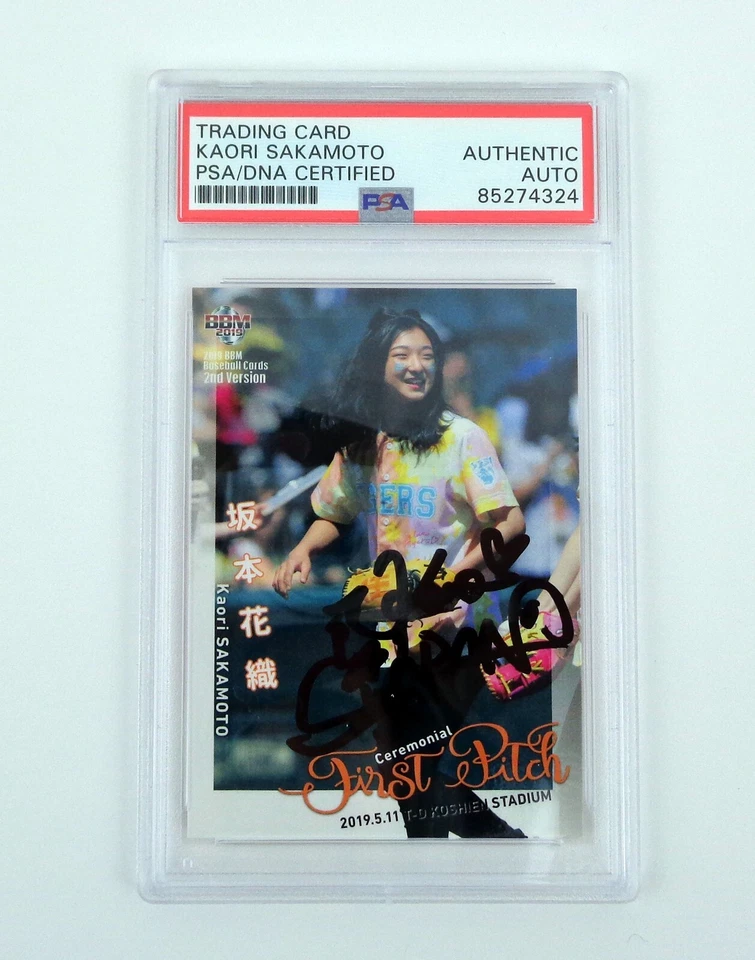 TRADING CARD
KAORI SAKAMOTO
PSA/DNA CERTIFIED
AUTHENTIC
AUTO
85274324
PSA
BBM
2019
2019 BBM
Baseball Cards
2nd Version
GERS
坂本花織
Kaori SAKAMOTO
Ceremonial
First Pitch
2019.5.11 T-D KOSHIEN STADIUM